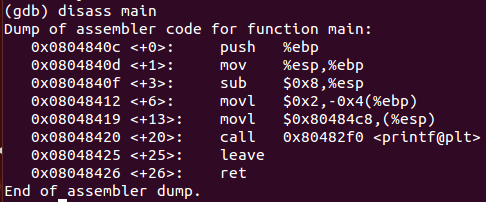 (gdb) disass main
Dump of assembler code for function main:
   0x0804840c <+0>:     push   %ebp
   0x0804840d <+1>:     mov    %esp,%ebp
   0x0804840f <+3>:     sub    $0x8,%esp
   0x08048412 <+6>:     movl   $0x2,-0x4(%ebp)
   0x08048419 <+13>:    movl   $0x80484c8,(%esp)
   0x08048420 <+20>:    call   0x80482f0 <printf@plt>
   0x08048425 <+25>:    leave
   0x08048426 <+26>:    ret
End of assembler dump.